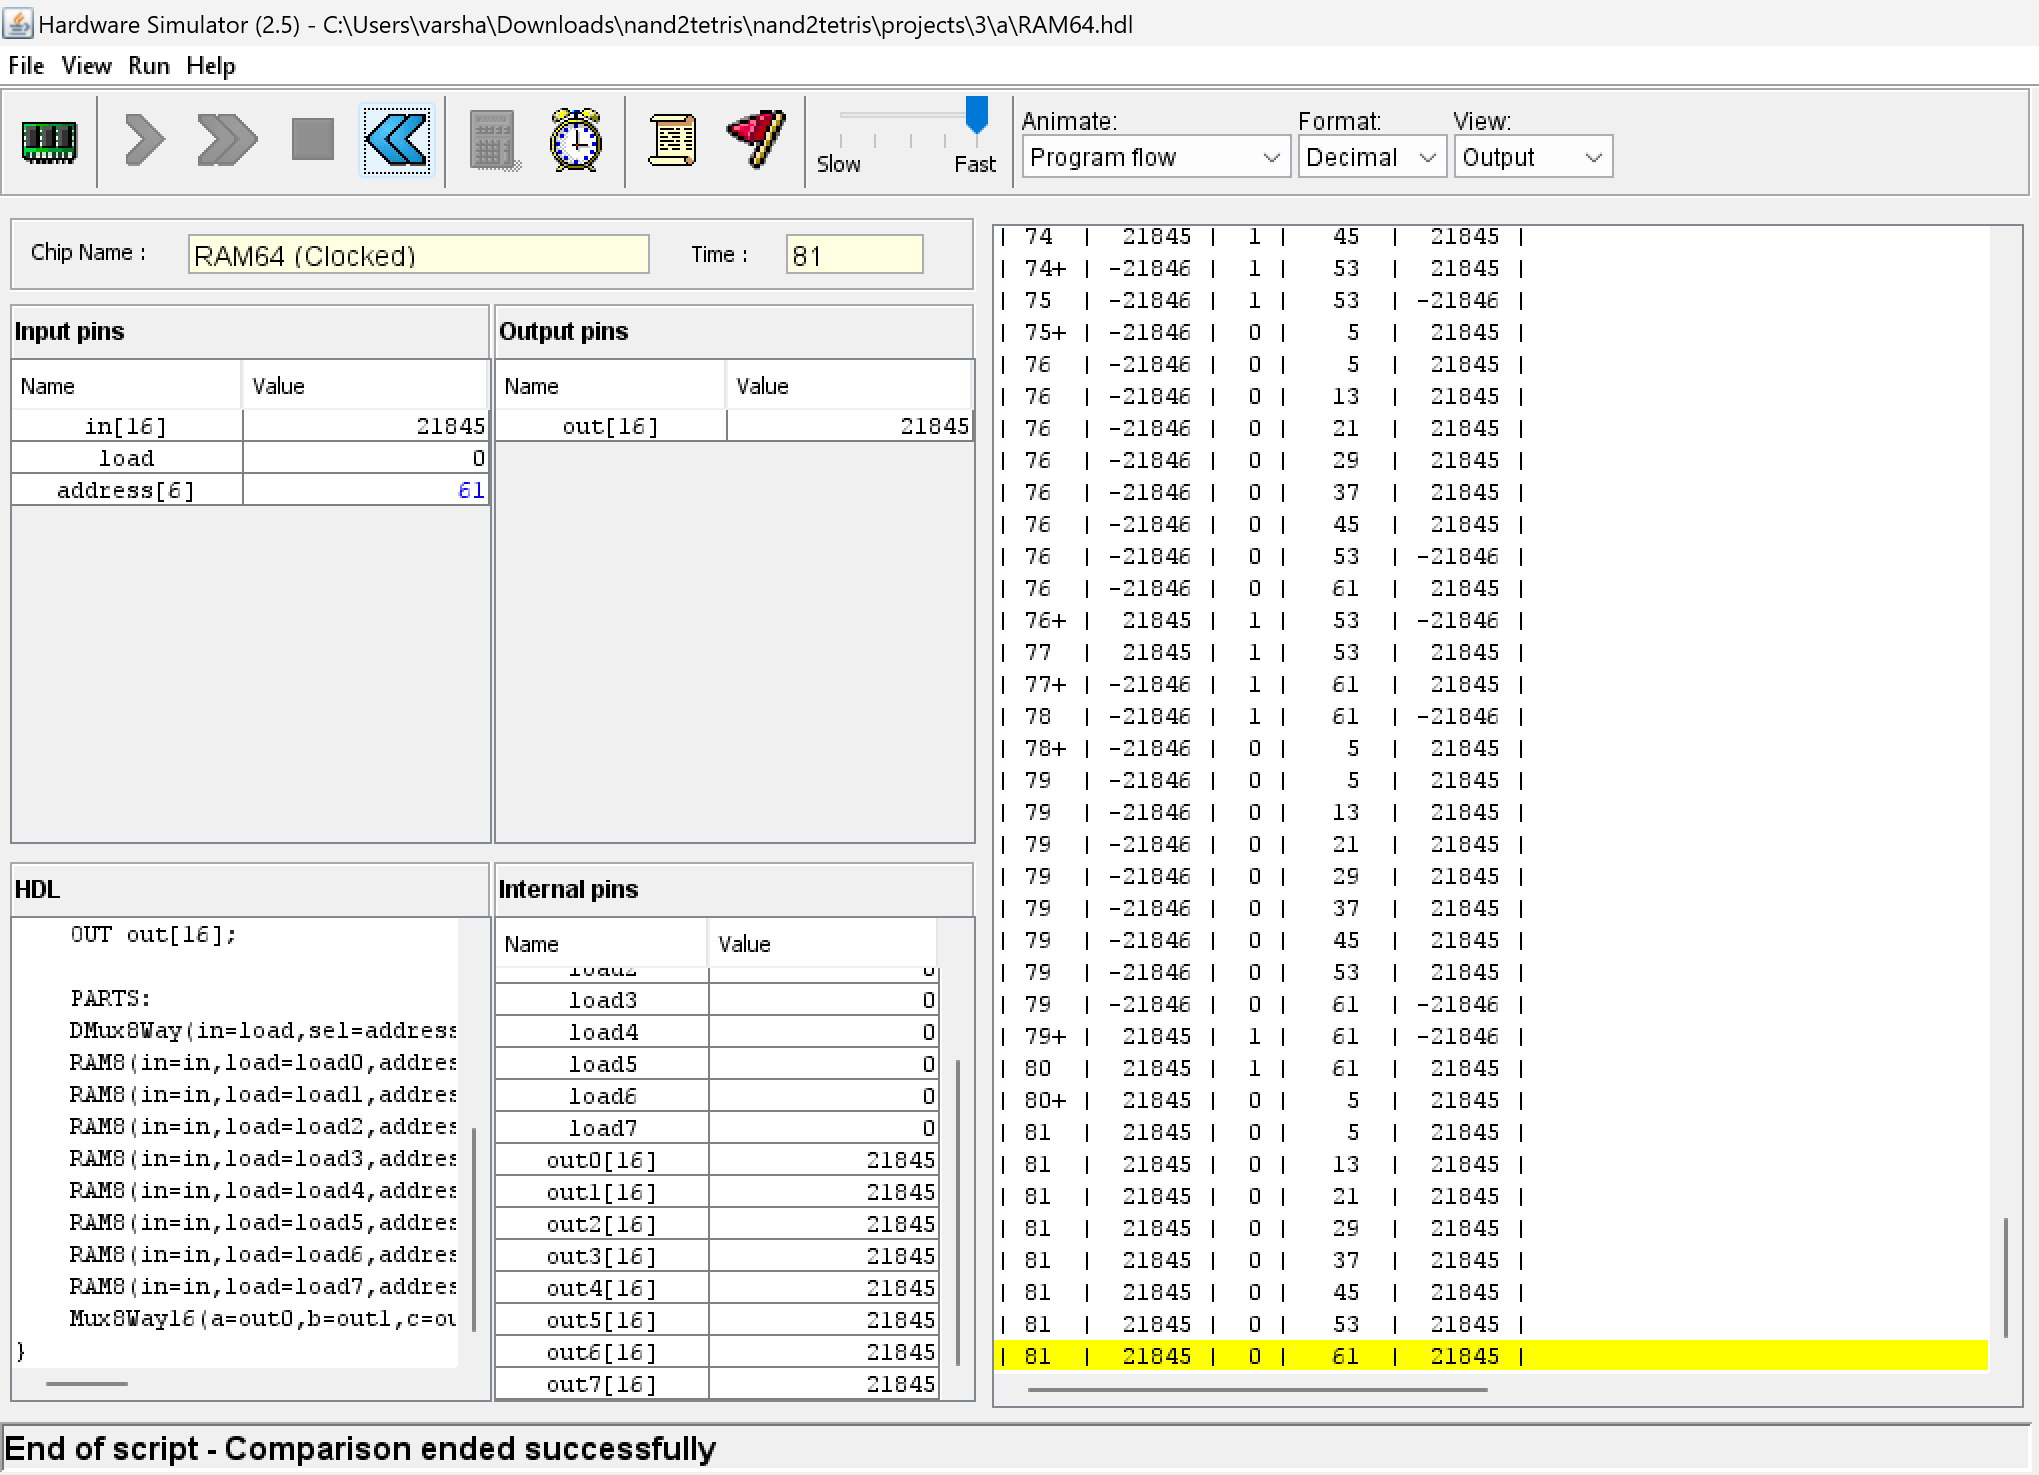 Hardware Simulator (2.5) - C:\Users\varsha\Downloads\nand2tetris\nand2tetris\projects\3\a\RAM64.hdl
File View Run Help
Slow Fast
Animate: Format: View:
Program flow Decimal Output
Chip Name : RAM64 (Clocked) Time : 81
Input pins
Name Value
in[16] 21845
load 0
address[6] 61
Output pins
Name Value
out[16] 21845
HDL
OUT out[16];
PARTS:
DMux8Way(in=load,sel=address
RAM8(in=in,load=load0,addres
RAM8(in=in,load=load1,addres
RAM8(in=in,load=load2,addres
RAM8(in=in,load=load3,addres
RAM8(in=in,load=load4,addres
RAM8(in=in,load=load5,addres
RAM8(in=in,load=load6,addres
RAM8(in=in,load=load7,addres
Mux8Way16(a=out0,b=out1,c=ou
}
Internal pins
Name Value
load2 0
load3 0
load4 0
load5 0
load6 0
load7 0
out0[16] 21845
out1[16] 21845
out2[16] 21845
out3[16] 21845
out4[16] 21845
out5[16] 21845
out6[16] 21845
out7[16] 21845
| 74 | 21845 | 1 | 45 | 21845 |
| 74+ | -21846 | 1 | 53 | 21845 |
| 75 | -21846 | 1 | 53 | -21846 |
| 75+ | -21846 | 0 | 5 | 21845 |
| 76 | -21846 | 0 | 5 | 21845 |
| 76 | -21846 | 0 | 13 | 21845 |
| 76 | -21846 | 0 | 21 | 21845 |
| 76 | -21846 | 0 | 29 | 21845 |
| 76 | -21846 | 0 | 37 | 21845 |
| 76 | -21846 | 0 | 45 | 21845 |
| 76 | -21846 | 0 | 53 | -21846 |
| 76 | -21846 | 0 | 61 | 21845 |
| 76+ | 21845 | 1 | 53 | -21846 |
| 77 | 21845 | 1 | 53 | 21845 |
| 77+ | -21846 | 1 | 61 | 21845 |
| 78 | -21846 | 1 | 61 | -21846 |
| 78+ | -21846 | 0 | 5 | 21845 |
| 79 | -21846 | 0 | 5 | 21845 |
| 79 | -21846 | 0 | 13 | 21845 |
| 79 | -21846 | 0 | 21 | 21845 |
| 79 | -21846 | 0 | 29 | 21845 |
| 79 | -21846 | 0 | 37 | 21845 |
| 79 | -21846 | 0 | 45 | 21845 |
| 79 | -21846 | 0 | 53 | 21845 |
| 79 | -21846 | 0 | 61 | -21846 |
| 79+ | 21845 | 1 | 61 | -21846 |
| 80 | 21845 | 1 | 61 | 21845 |
| 80+ | 21845 | 0 | 5 | 21845 |
| 81 | 21845 | 0 | 5 | 21845 |
| 81 | 21845 | 0 | 13 | 21845 |
| 81 | 21845 | 0 | 21 | 21845 |
| 81 | 21845 | 0 | 29 | 21845 |
| 81 | 21845 | 0 | 37 | 21845 |
| 81 | 21845 | 0 | 45 | 21845 |
| 81 | 21845 | 0 | 53 | 21845 |
| 81 | 21845 | 0 | 61 | 21845 |
End of script - Comparison ended successfully